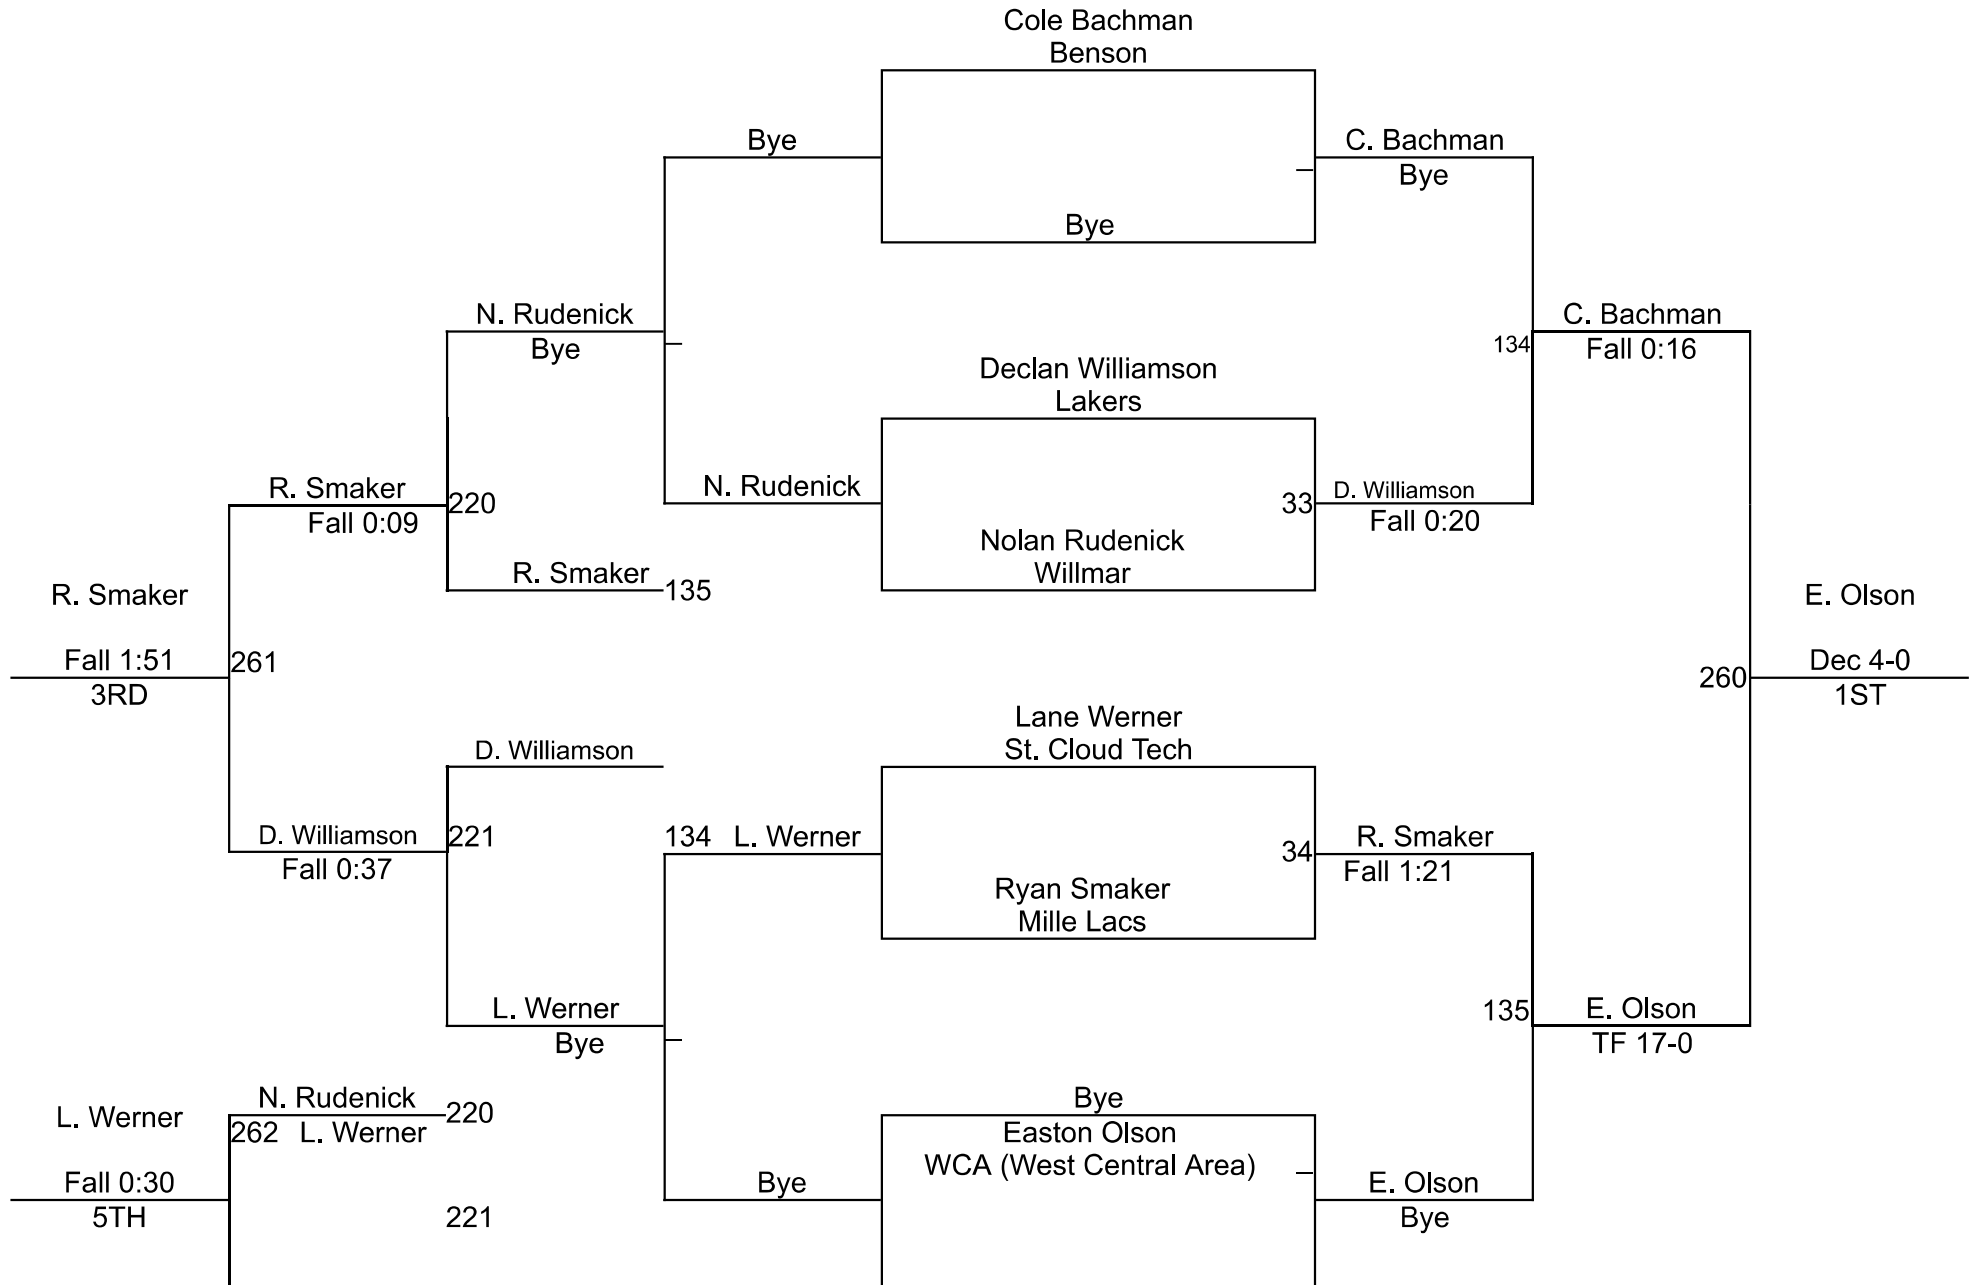 Cole Bachman
Benson
Bye
C. Bachman
Bye
Bye
N. Rudenick
Bye
C. Bachman
134
Fall 0:16
Declan Williamson
Lakers
R. Smaker
220
Fall 0:09
N. Rudenick
33
D. Williamson
Fall 0:20
Nolan Rudenick
Willmar
R. Smaker
135
R. Smaker
E. Olson
Fall 1:51
261
3RD
260
Dec 4-0
1ST
Lane Werner
St. Cloud Tech
D. Williamson
D. Williamson
221
Fall 0:37
134
L. Werner
34
R. Smaker
Fall 1:21
Ryan Smaker
Mille Lacs
L. Werner
Bye
135
E. Olson
TF 17-0
N. Rudenick
220
L. Werner
262
L. Werner
Bye
Easton Olson
WCA (West Central Area)
Fall 0:30
5TH
221
Bye
E. Olson
Bye